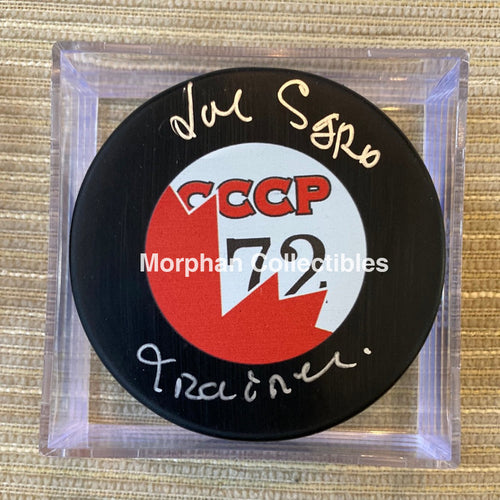 Joe Sgro
CCCP
72
Morphan Collectibles
Trainer.